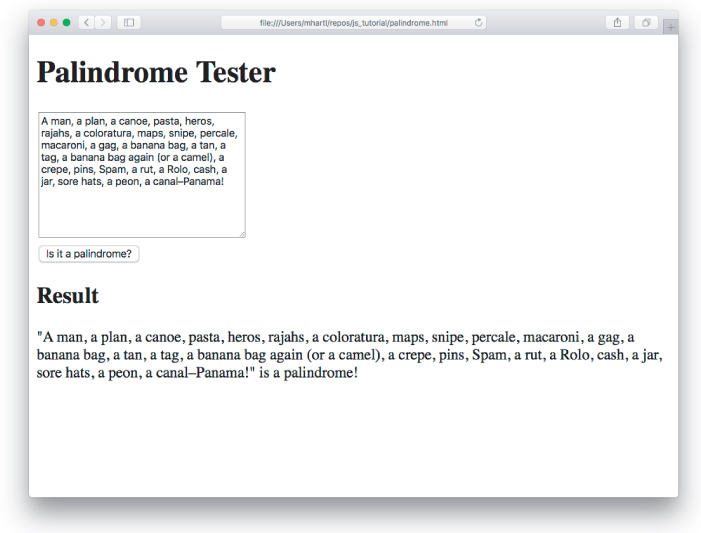 file:///Users/mhartl/repos/js_tutorial/palindrome.html
Palindrome Tester
A man, a plan, a canoe, pasta, heros,
rajahs, a coloratura, maps, snipe, percale,
macaroni, a gag, a banana bag, a tan, a
tag, a banana bag again (or a camel), a
crepe, pins, Spam, a rut, a Rolo, cash, a
jar, sore hats, a peon, a canal–Panama!
Is it a palindrome?
Result
"A man, a plan, a canoe, pasta, heros, rajahs, a coloratura, maps, snipe, percale, macaroni, a gag, a
banana bag, a tan, a tag, a banana bag again (or a camel), a crepe, pins, Spam, a rut, a Rolo, cash, a jar,
sore hats, a peon, a canal–Panama!" is a palindrome!